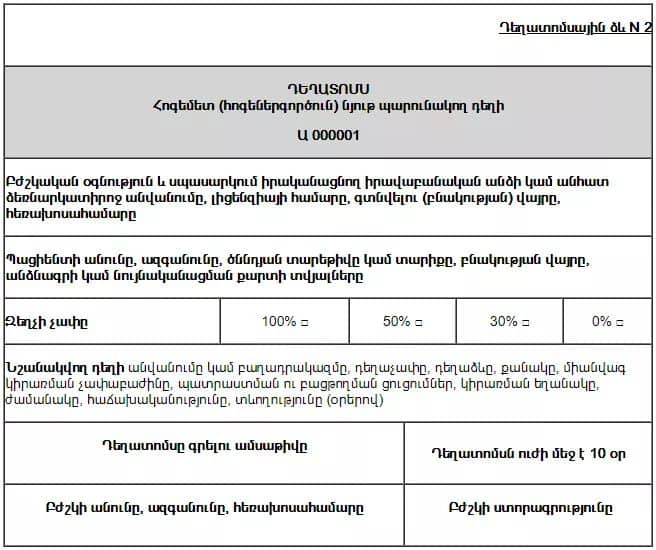 Դեղատոմսային ձև N 2
ԴԵՂԱՏՈՄՍ
Հոգեմետ (հոգեներգործուն) նյութ պարունակող դեղի
Ա 000001
Բժշկական օգնություն և սպասարկում իրականացնող իրավաբանական անձի կամ անհատ
ձեռնարկատիրոջ անվանումը, լիցենզիայի համարը, գտնվելու (բնակության) վայրը,
հեռախոսահամարը
Պացիենտի անունը, ազգանունը, ծննդյան տարեթիվը կամ տարիքը, բնակության վայրը,
անձնագրի կամ նույնականացման քարտի տվյալները
Զեղչի չափը 100% □ 50% □ 30% □ 0% □
Նշանակվող դեղի անվանումը կամ բաղադրակազմը, դեղաչափը, դեղաձևը, քանակը, միանվագ
կիրառման չափաբաժինը, պատրաստման ու բացթողման ցուցումներ, կիրառման եղանակը,
ժամանակը, հաճախականությունը, տևողությունը (օրերով)
Դեղատոմսը գրելու ամսաթիվը Դեղատոմսն ուժի մեջ է 10 օր
Բժշկի անունը, ազգանունը, հեռախոսահամարը Բժշկի ստորագրությունը